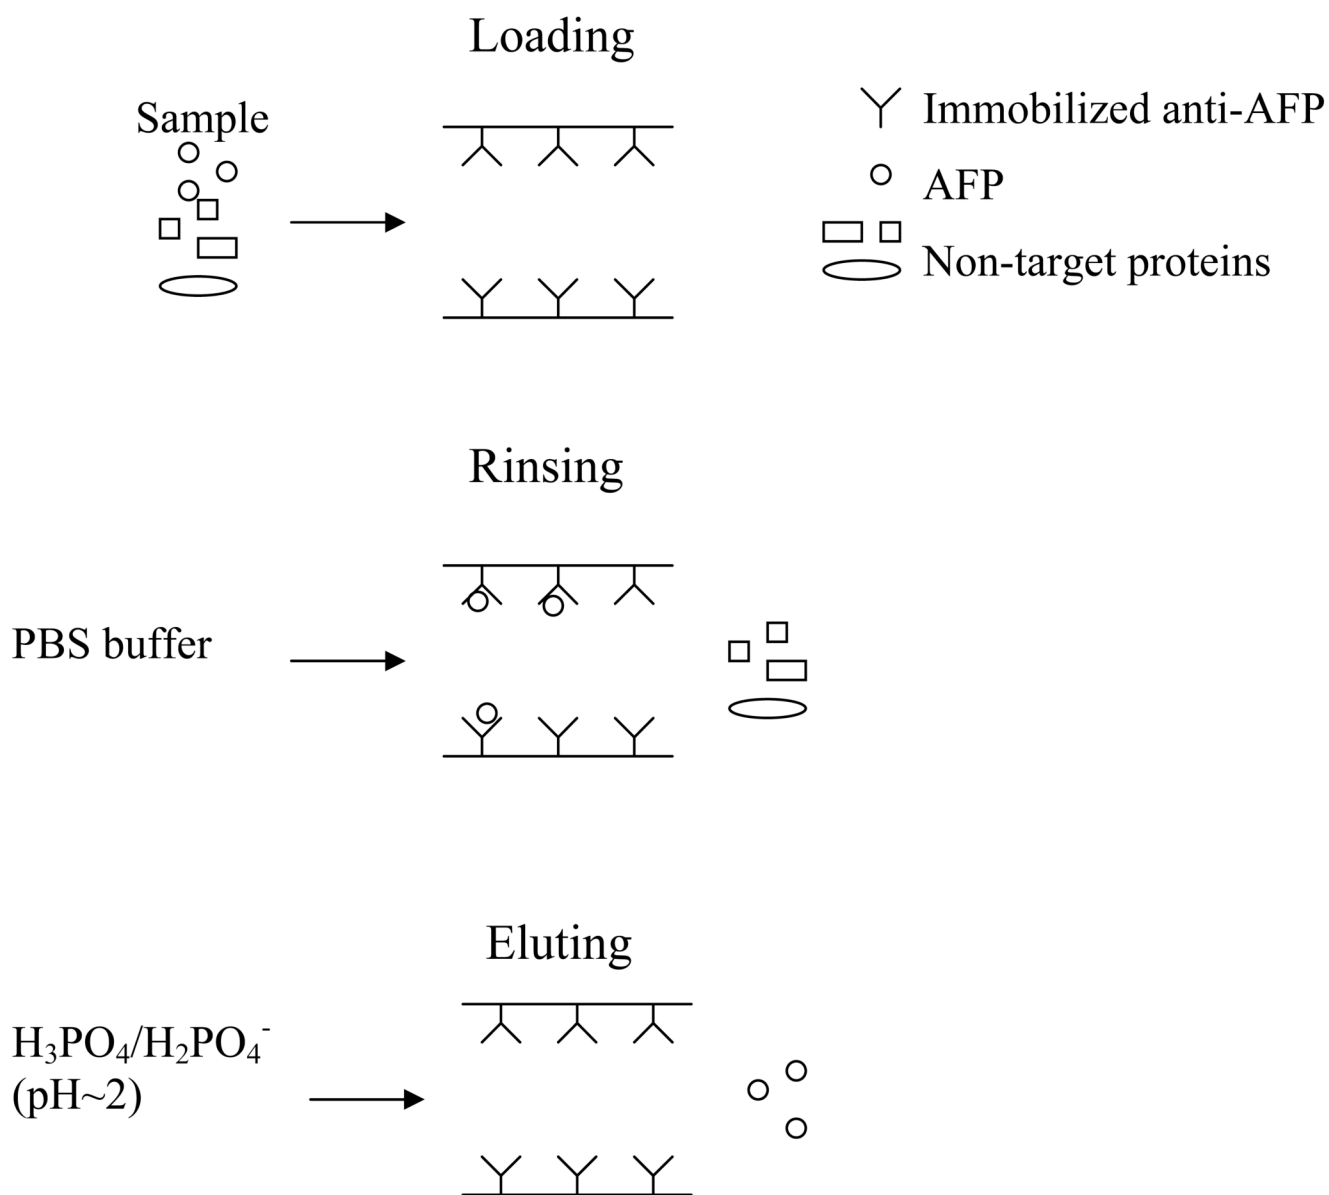 Loading
Sample
Immobilized anti-AFP
AFP
Non-target proteins
Rinsing
PBS buffer
Eluting
H₃PO₄/H₂PO₄⁻
(pH~2)